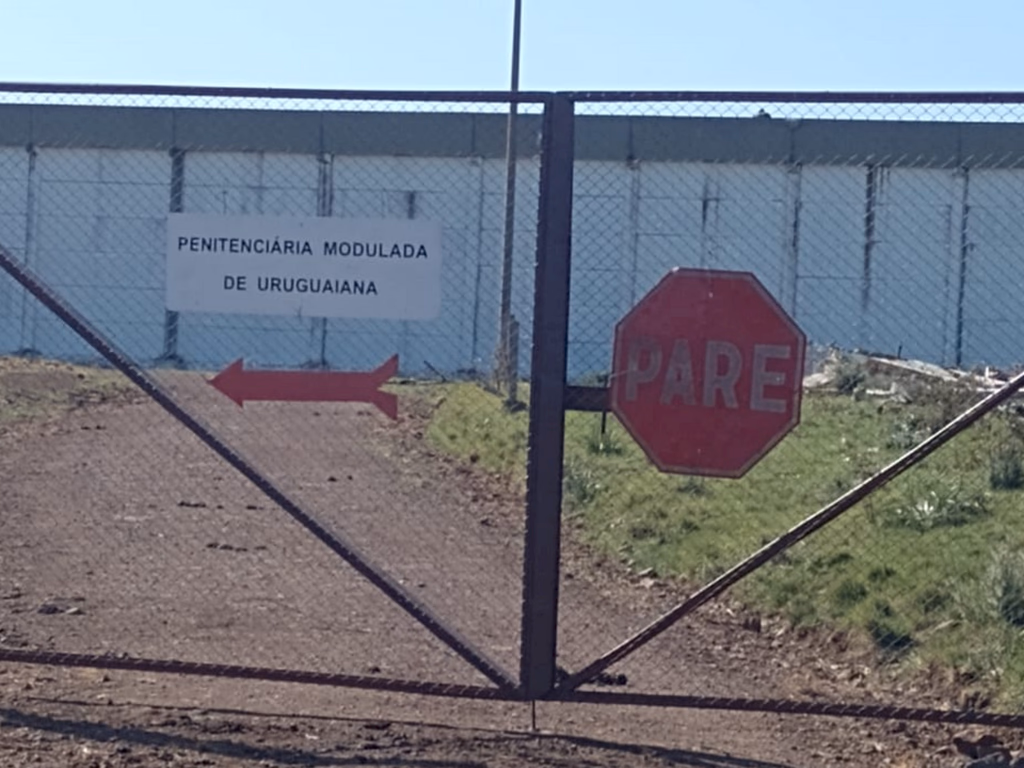 PENITENCIÁRIA MODULADA
DE URUGUAIANA
PARE